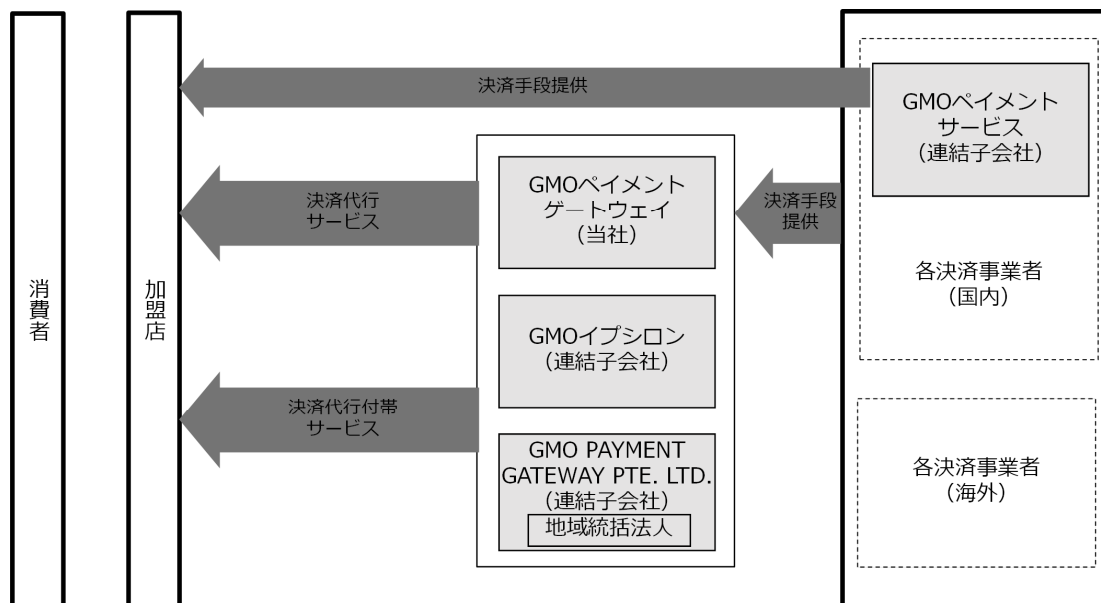 消費者
加盟店
決済手段提供
決済代行
サービス
決済代行付帯
サービス
GMOペイメント
ゲートウェイ
（当社）
GMOイプシロン
（連結子会社）
GMO PAYMENT
GATEWAY PTE. LTD.
（連結子会社）
地域統括法人
決済手段
提供
GMOペイメント
サービス
（連結子会社）
各決済事業者
（国内）
各決済事業者
（海外）